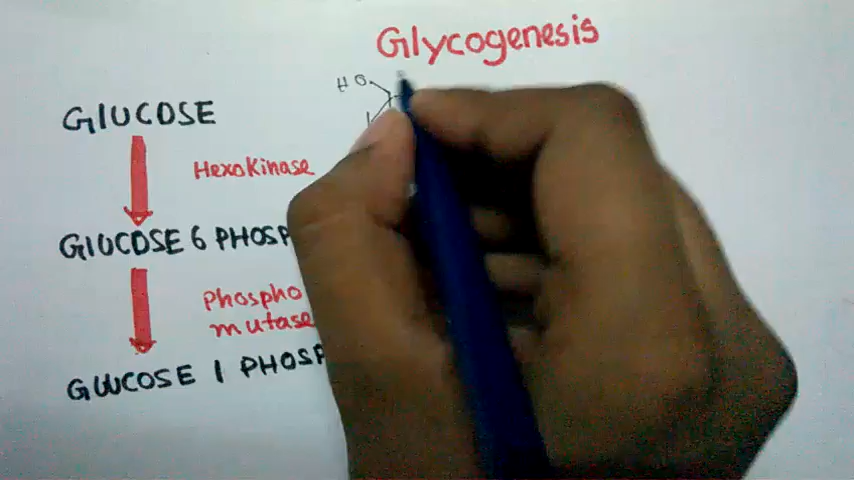 Glycogenesis
HO
GlUCOSE
Hexokinase
GlUCOSE 6 PHOSP
Phospho
mutase
GlUCOSE 1 PHOSP